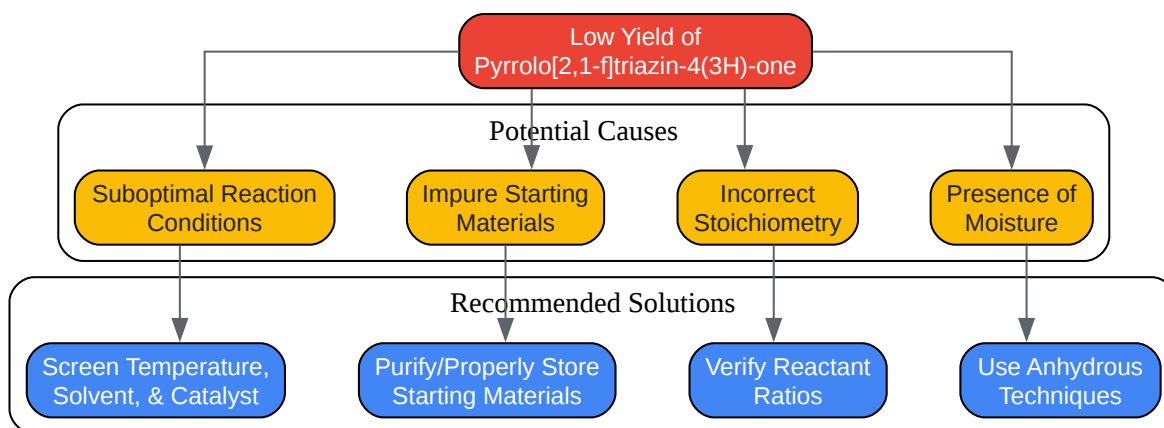 Low Yield of
Pyrrolo[2,1-f]triazin-4(3H)-one
Potential Causes
Suboptimal Reaction
Conditions
Impure Starting
Materials
Incorrect
Stoichiometry
Presence of
Moisture
Recommended Solutions
Screen Temperature,
Solvent, & Catalyst
Purify/Properly Store
Starting Materials
Verify Reactant
Ratios
Use Anhydrous
Techniques